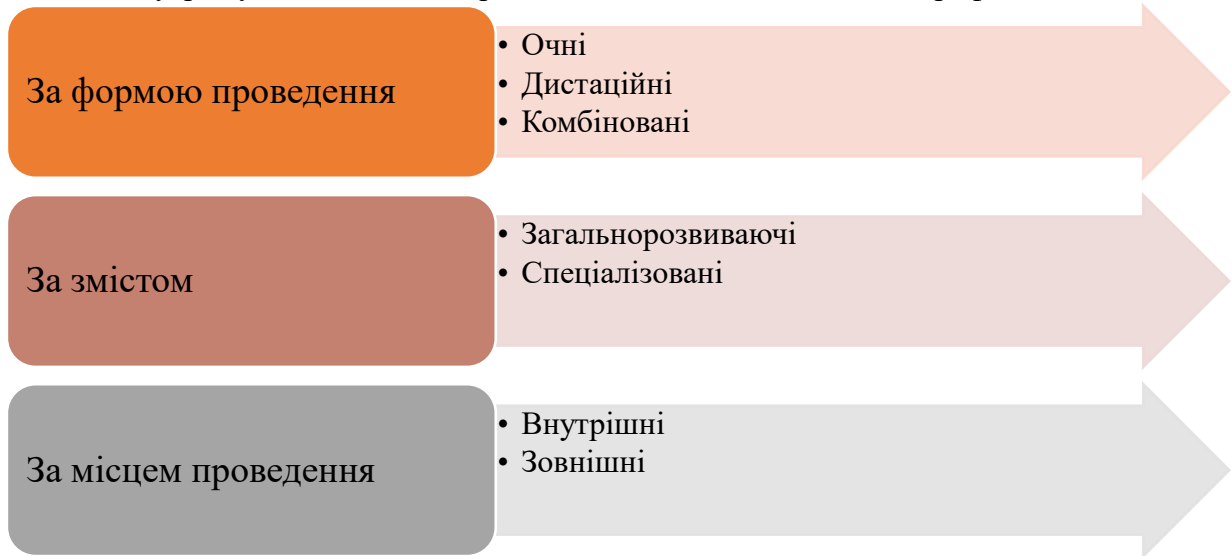 За формою проведення
• Очні
• Дистаційні
• Комбіновані
За змістом
• Загальнорозвиваючі
• Спеціалізовані
За місцем проведення
• Внутрішні
• Зовнішні